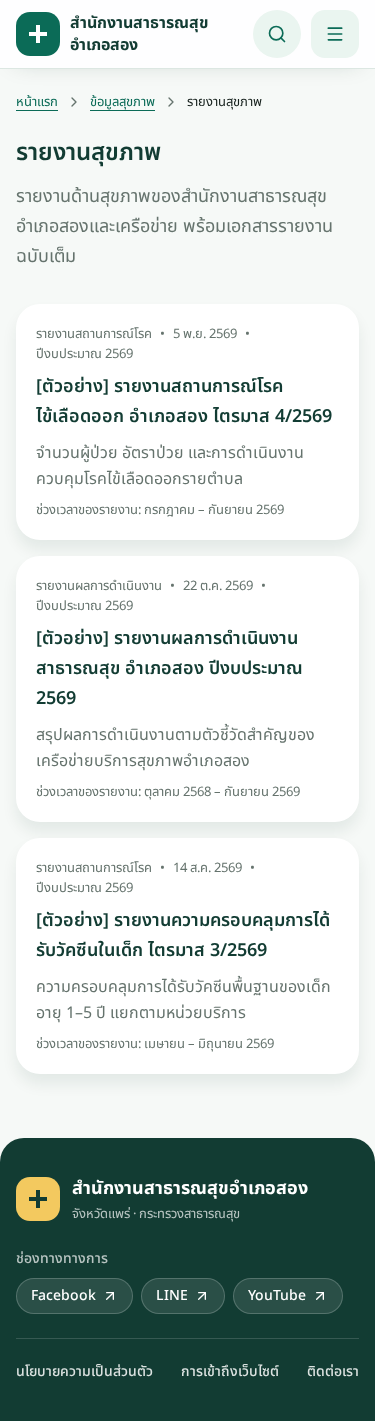 สำนักงานสาธารณสุข
อำเภอสอง
หน้าแรก > ข้อมูลสุขภาพ > รายงานสุขภาพ
รายงานสุขภาพ
รายงานด้านสุขภาพของสำนักงานสาธารณสุข
อำเภอสองและเครือข่าย พร้อมเอกสารรายงาน
ฉบับเต็ม
รายงานสถานการณ์โรค • 5 พ.ย. 2569 •
ปีงบประมาณ 2569
[ตัวอย่าง] รายงานสถานการณ์โรค
ไข้เลือดออก อำเภอสอง ไตรมาส 4/2569
จำนวนผู้ป่วย อัตราป่วย และการดำเนินงาน
ควบคุมโรคไข้เลือดออกรายตำบล
ช่วงเวลาของรายงาน: กรกฎาคม – กันยายน 2569
รายงานผลการดำเนินงาน • 22 ต.ค. 2569 •
ปีงบประมาณ 2569
[ตัวอย่าง] รายงานผลการดำเนินงาน
สาธารณสุข อำเภอสอง ปีงบประมาณ
2569
สรุปผลการดำเนินงานตามตัวชี้วัดสำคัญของ
เครือข่ายบริการสุขภาพอำเภอสอง
ช่วงเวลาของรายงาน: ตุลาคม 2568 – กันยายน 2569
รายงานสถานการณ์โรค • 14 ส.ค. 2569 •
ปีงบประมาณ 2569
[ตัวอย่าง] รายงานความครอบคลุมการได้
รับวัคซีนในเด็ก ไตรมาส 3/2569
ความครอบคลุมการได้รับวัคซีนพื้นฐานของเด็ก
อายุ 1–5 ปี แยกตามหน่วยบริการ
ช่วงเวลาของรายงาน: เมษายน – มิถุนายน 2569
สำนักงานสาธารณสุขอำเภอสอง
จังหวัดแพร่ · กระทรวงสาธารณสุข
ช่องทางทางการ
Facebook LINE YouTube
นโยบายความเป็นส่วนตัว การเข้าถึงเว็บไซต์ ติดต่อเรา